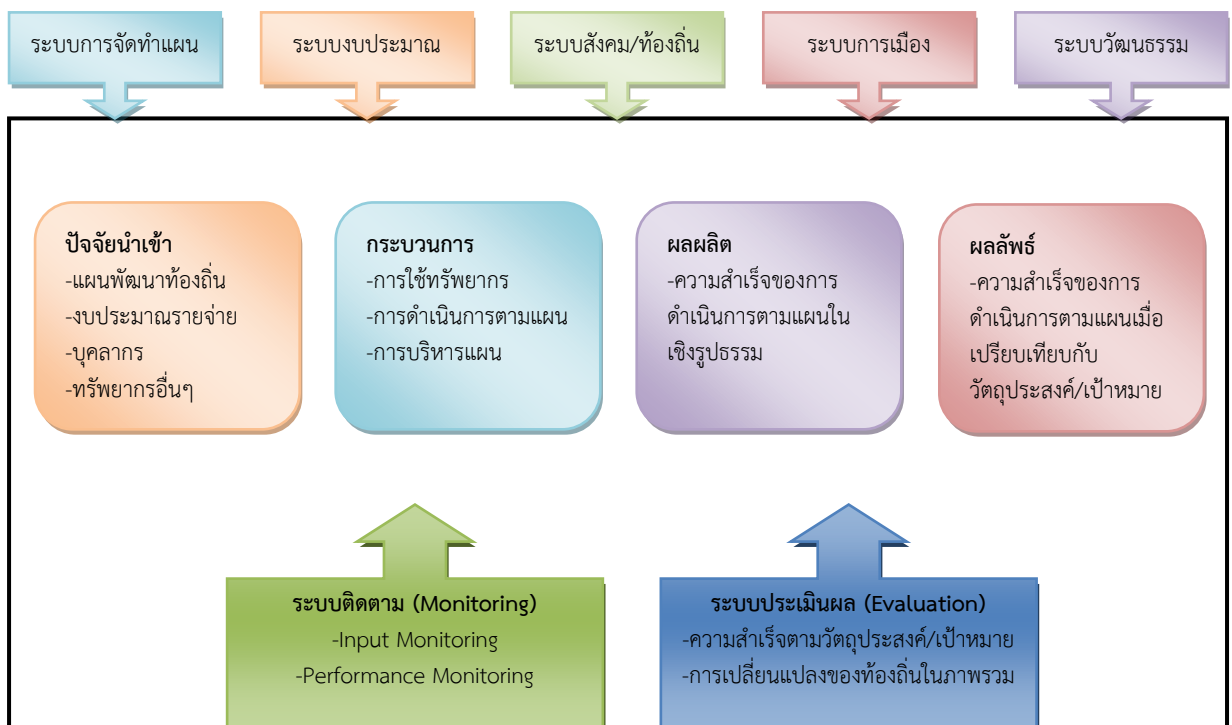 ระบบการจัดทำแผน
ระบบงบประมาณ
ระบบสังคม/ท้องถิ่น
ระบบการเมือง
ระบบวัฒนธรรม
ปัจจัยนำเข้า
-แผนพัฒนาท้องถิ่น
-งบประมาณรายจ่าย
-บุคลากร
-ทรัพยากรอื่นๆ
กระบวนการ
-การใช้ทรัพยากร
-การดำเนินการตามแผน
-การบริหารแผน
ผลผลิต
-ความสำเร็จของการ
ดำเนินการตามแผนใน
เชิงรูปธรรม
ผลลัพธ์
-ความสำเร็จของการ
ดำเนินการตามแผนเมื่อ
เปรียบเทียบกับ
วัตถุประสงค์/เป้าหมาย
ระบบติดตาม (Monitoring)
-Input Monitoring
-Performance Monitoring
ระบบประเมินผล (Evaluation)
-ความสำเร็จตามวัตถุประสงค์/เป้าหมาย
-การเปลี่ยนแปลงของท้องถิ่นในภาพรวม